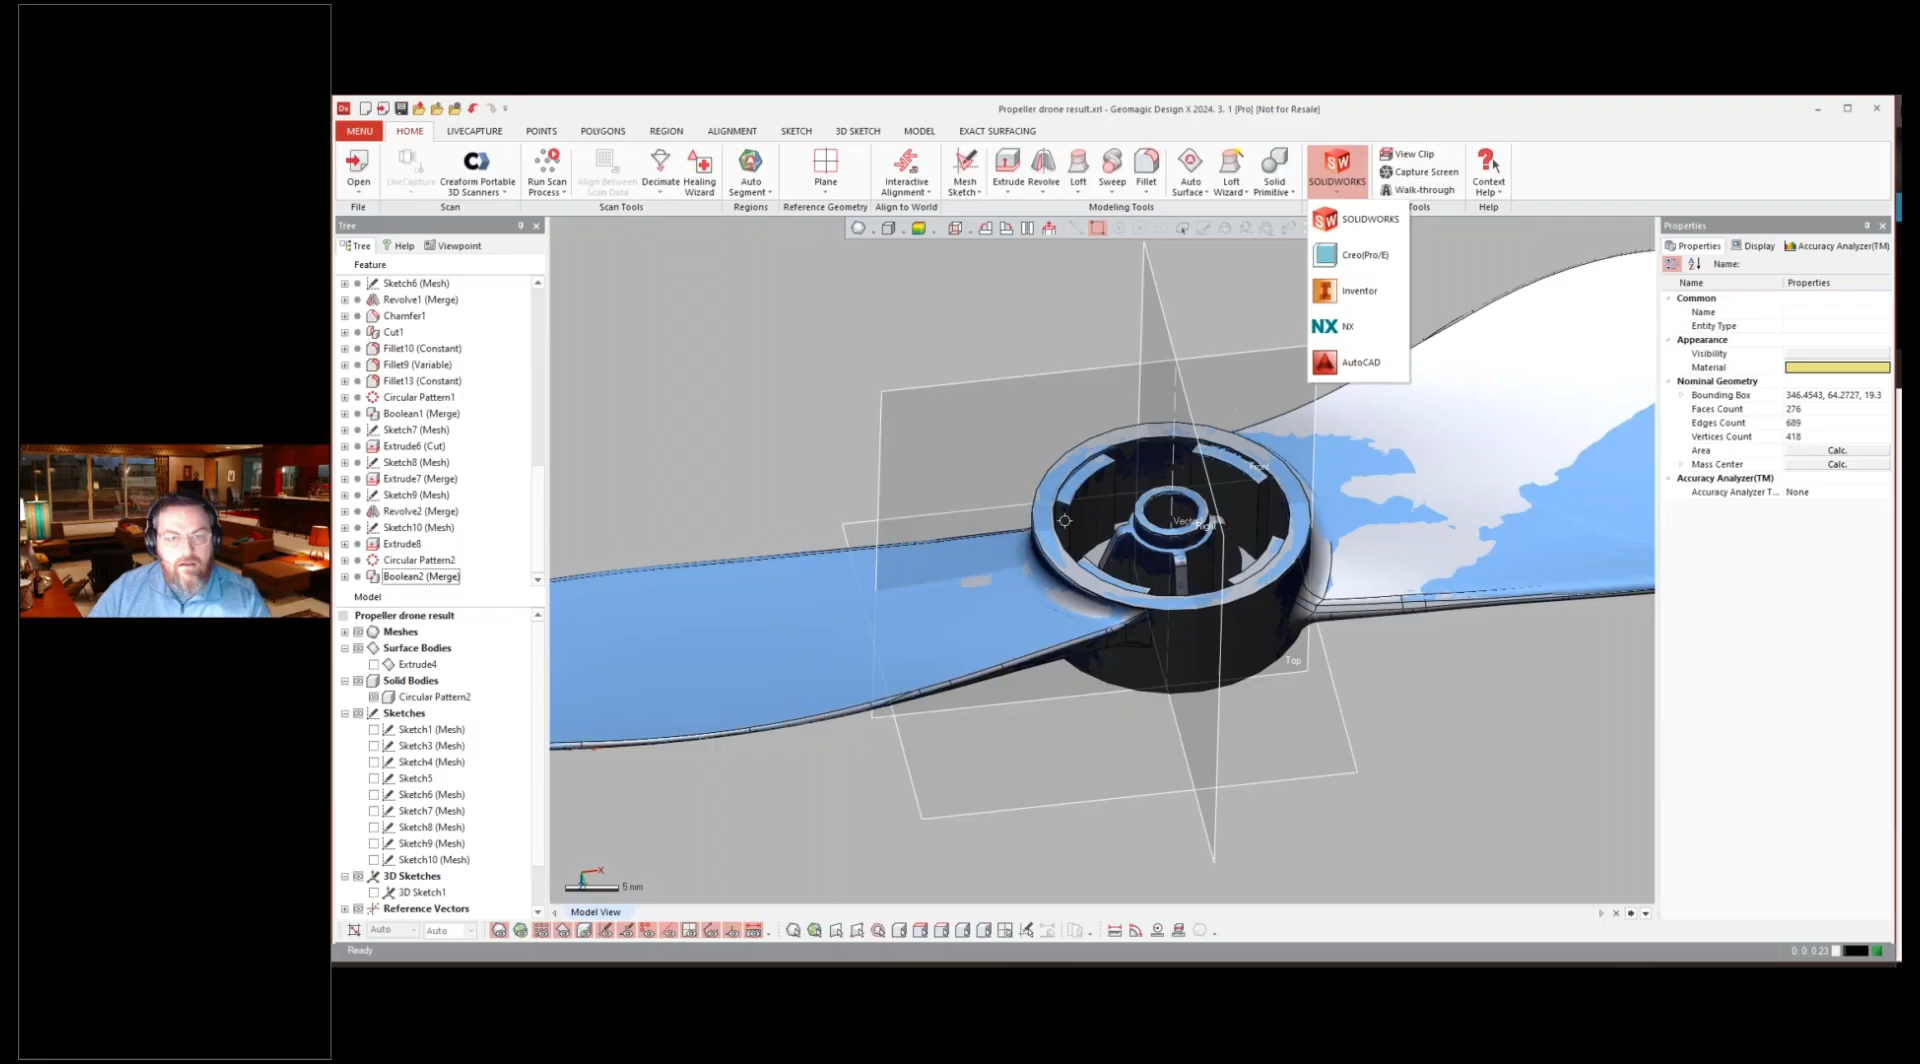 Propeller drone result.xrl - Geomagic Design X 2024. 3. 1 [Pro] [Not for Resale]
MENU HOME LIVECAPTURE POINTS POLYGONS REGION ALIGNMENT SKETCH 3D SKETCH MODEL EXACT SURFACING
Open
LiveCapture
Creaform Portable
3D Scanners
Run Scan
Process
Align Between
Scan Data
Decimate
Healing
Wizard
Auto
Segment
Plane
Interactive
Alignment
Mesh
Sketch
Extrude
Revolve
Loft
Sweep
Fillet
Auto
Surface
Loft
Wizard
Solid
Primitive
SOLIDWORKS
View Clip
Capture Screen
Walk-through
Context
Help
File Scan Scan Tools Regions Reference Geometry Align to World Modeling Tools Tools Help
SOLIDWORKS
Creo(Pro/E)
Inventor
NX NX
AutoCAD
Tree
Tree Help Viewpoint
Feature
Sketch6 (Mesh)
Revolve1 (Merge)
Chamfer1
Cut1
Fillet10 (Constant)
Fillet9 (Variable)
Fillet13 (Constant)
Circular Pattern1
Boolean1 (Merge)
Sketch7 (Mesh)
Extrude6 (Cut)
Sketch8 (Mesh)
Extrude7 (Merge)
Sketch9 (Mesh)
Revolve2 (Merge)
Sketch10 (Mesh)
Extrude8
Circular Pattern2
Boolean2 (Merge)
Model
Propeller drone result
Meshes
Surface Bodies
Extrude4
Solid Bodies
Circular Pattern2
Sketches
Sketch1 (Mesh)
Sketch3 (Mesh)
Sketch4 (Mesh)
Sketch5
Sketch6 (Mesh)
Sketch7 (Mesh)
Sketch8 (Mesh)
Sketch9 (Mesh)
Sketch10 (Mesh)
3D Sketches
3D Sketch1
Reference Vectors
Front
Right
Top
X
5 mm
Model View
Auto Auto
Ready
0: 0: 0.23
Properties
Properties Display Accuracy Analyzer(TM)
Name:
Name Properties
Common
Name
Entity Type
Appearance
Visibility
Material
Nominal Geometry
Bounding Box 346.4543, 64.2727, 19.3
Faces Count 276
Edges Count 689
Vertices Count 418
Area Calc.
Mass Center Calc.
Accuracy Analyzer(TM)
Accuracy Analyzer T... None